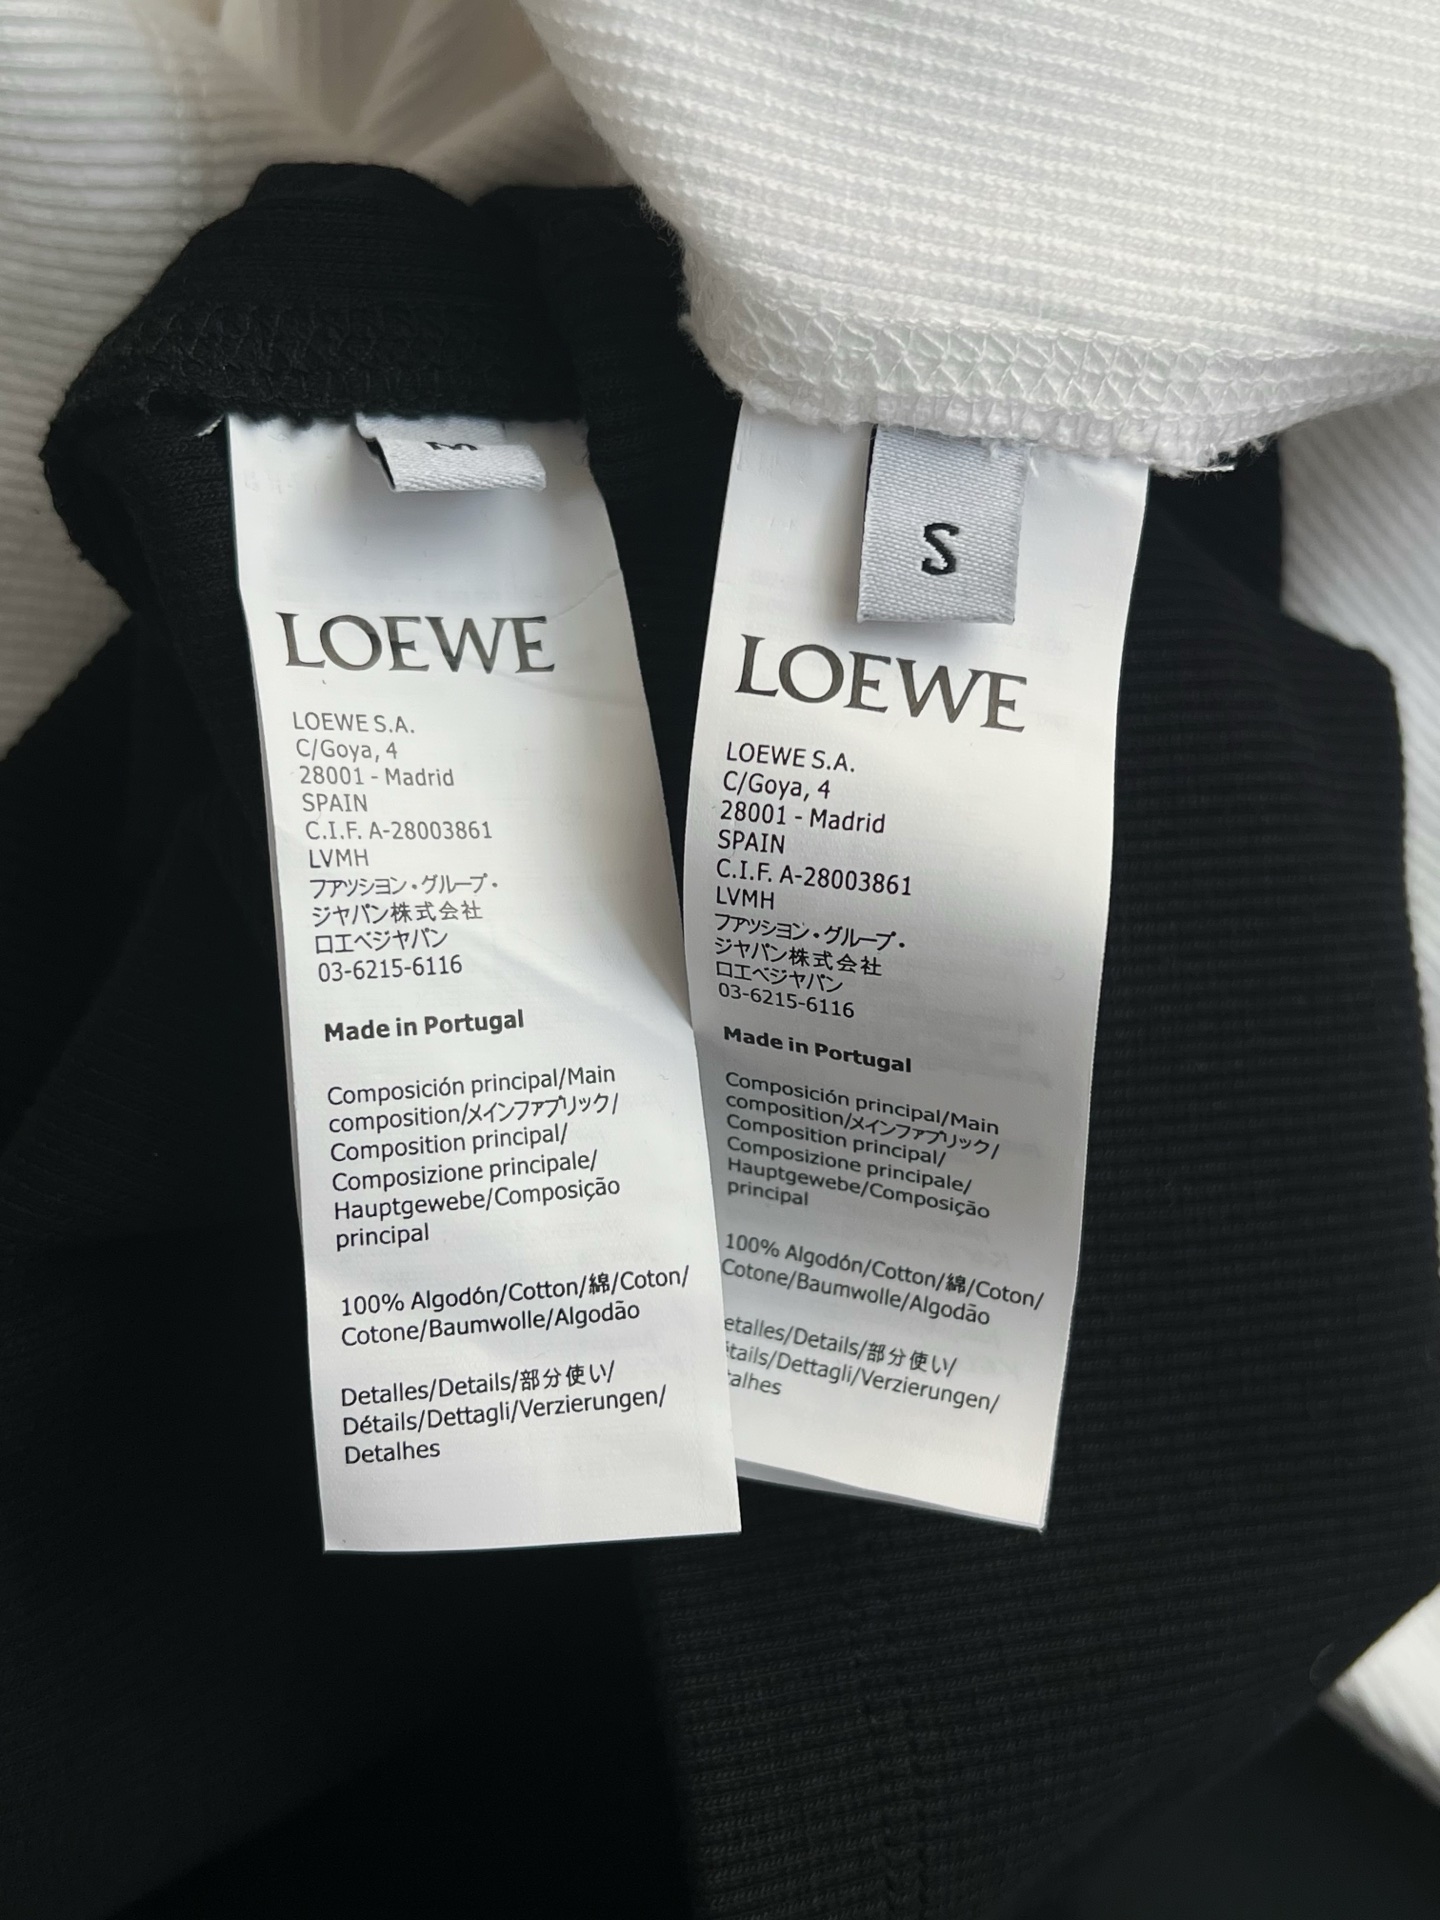 M
LOEWE
LOEWE S.A.
C/Goya, 4
28001 - Madrid
SPAIN
C.I.F. A-28003861
LVMH
ファッション・グループ・
ジャパン株式会社
ロエベジャパン
03-6215-6116
Made in Portugal
Composición principal/Main
composition/メインファブリック/
Composition principal/
Composizione principale/
Hauptgewebe/Composição
principal
100% Algodón/Cotton/綿/Coton/
Cotone/Baumwolle/Algodão
Detalles/Details/部分使い/
Détails/Dettagli/Verzierungen/
Detalhes
S
LOEWE
LOEWE S.A.
C/Goya, 4
28001 - Madrid
SPAIN
C.I.F. A-28003861
LVMH
ファッション・グループ・
ジャパン株式会社
ロエベジャパン
03-6215-6116
Made in Portugal
Composición principal/Main
composition/メインファブリック/
Composition principal/
Composizione principale/
Hauptgewebe/Composição
principal
100% Algodón/Cotton/綿/Coton/
Cotone/Baumwolle/Algodão
etalles/Details/部分使い/
tails/Dettagli/Verzierungen/
alhes